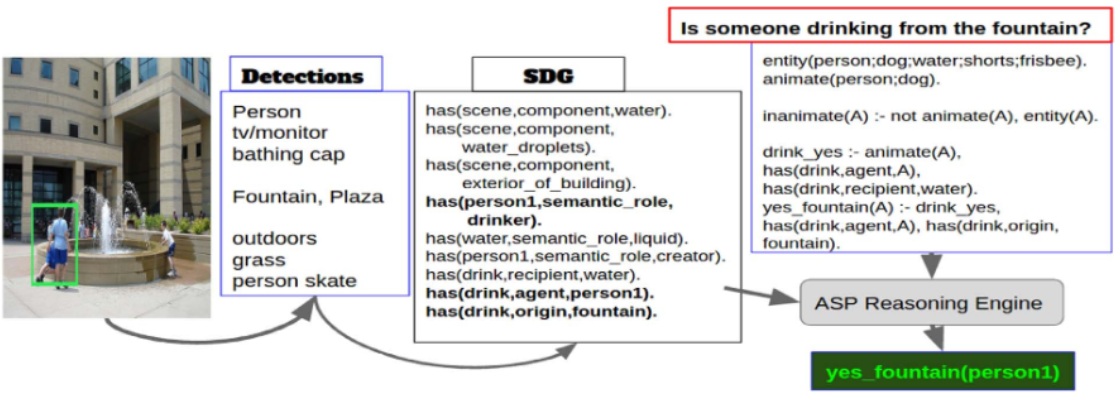 Is someone drinking from the fountain?
Detections
Person
tv/monitor
bathing cap
Fountain, Plaza
outdoors
grass
person skate
SDG
has(scene,component,water).
has(scene,component,
water_droplets).
has(scene,component,
exterior_of_building).
has(person1,semantic_role,
drinker).
has(water,semantic_role,liquid).
has(person1,semantic_role,creator).
has(drink,recipient,water).
has(drink,agent,person1).
has(drink,origin,fountain).
entity(person;dog;water;shorts;frisbee).
animate(person;dog).
inanimate(A) :- not animate(A), entity(A).
drink_yes :- animate(A),
has(drink,agent,A),
has(drink,recipient,water).
yes_fountain(A) :- drink_yes,
has(drink,agent,A), has(drink,origin,
fountain).
ASP Reasoning Engine
yes_fountain(person1)